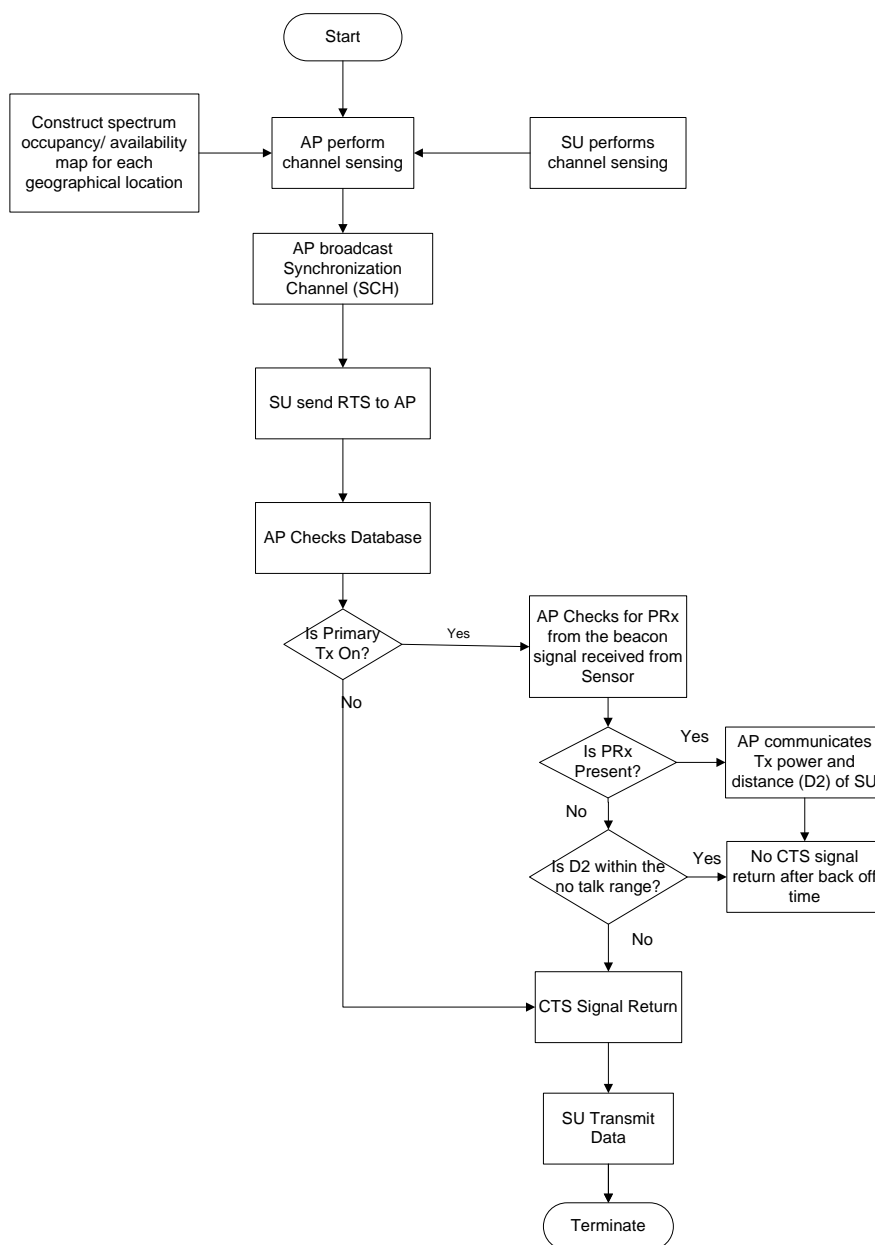 Start
Construct spectrum
occupancy/ availability
map for each
geographical location
AP perform
channel sensing
SU performs
channel sensing
AP broadcast
Synchronization
Channel (SCH)
SU send RTS to AP
AP Checks Database
Is Primary
Tx On?
Yes
No
AP Checks for PRx
from the beacon
signal received from
Sensor
Is PRx
Present?
Yes
No
AP communicates
Tx power and
distance (D2) of SU
Is D2 within the
no talk range?
Yes
No
No CTS signal
return after back off
time
CTS Signal Return
SU Transmit
Data
Terminate